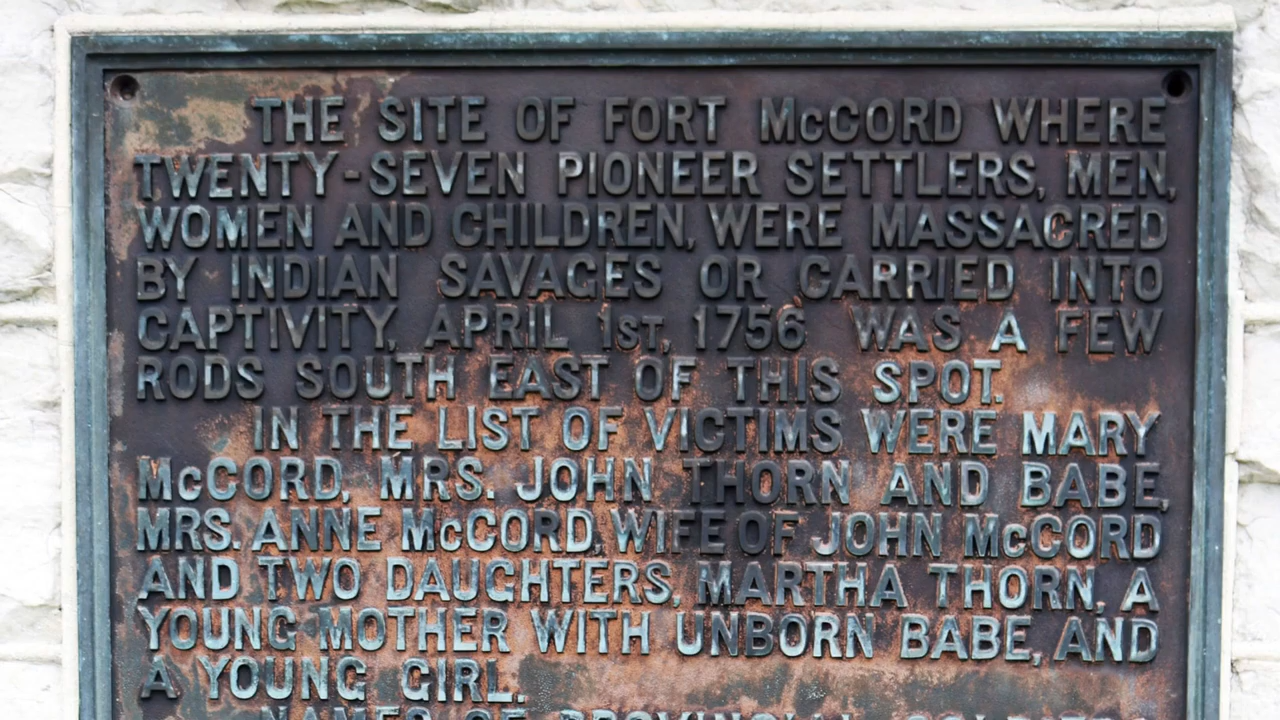 THE SITE OF FORT McCORD WHERE
TWENTY-SEVEN PIONEER SETTLERS, MEN,
WOMEN AND CHILDREN, WERE MASSACRED
BY INDIAN SAVAGES OR CARRIED INTO
CAPTIVITY, APRIL 1ST, 1756 WAS A FEW
RODS SOUTH EAST OF THIS SPOT.
IN THE LIST OF VICTIMS WERE MARY
McCORD, MRS. JOHN THORN AND BABE,
MRS. ANNE McCORD, WIFE OF JOHN McCORD
AND TWO DAUGHTERS, MARTHA THORN, A
YOUNG MOTHER WITH UNBORN BABE, AND
A YOUNG GIRL.
NAMES OF PROVINCIAL